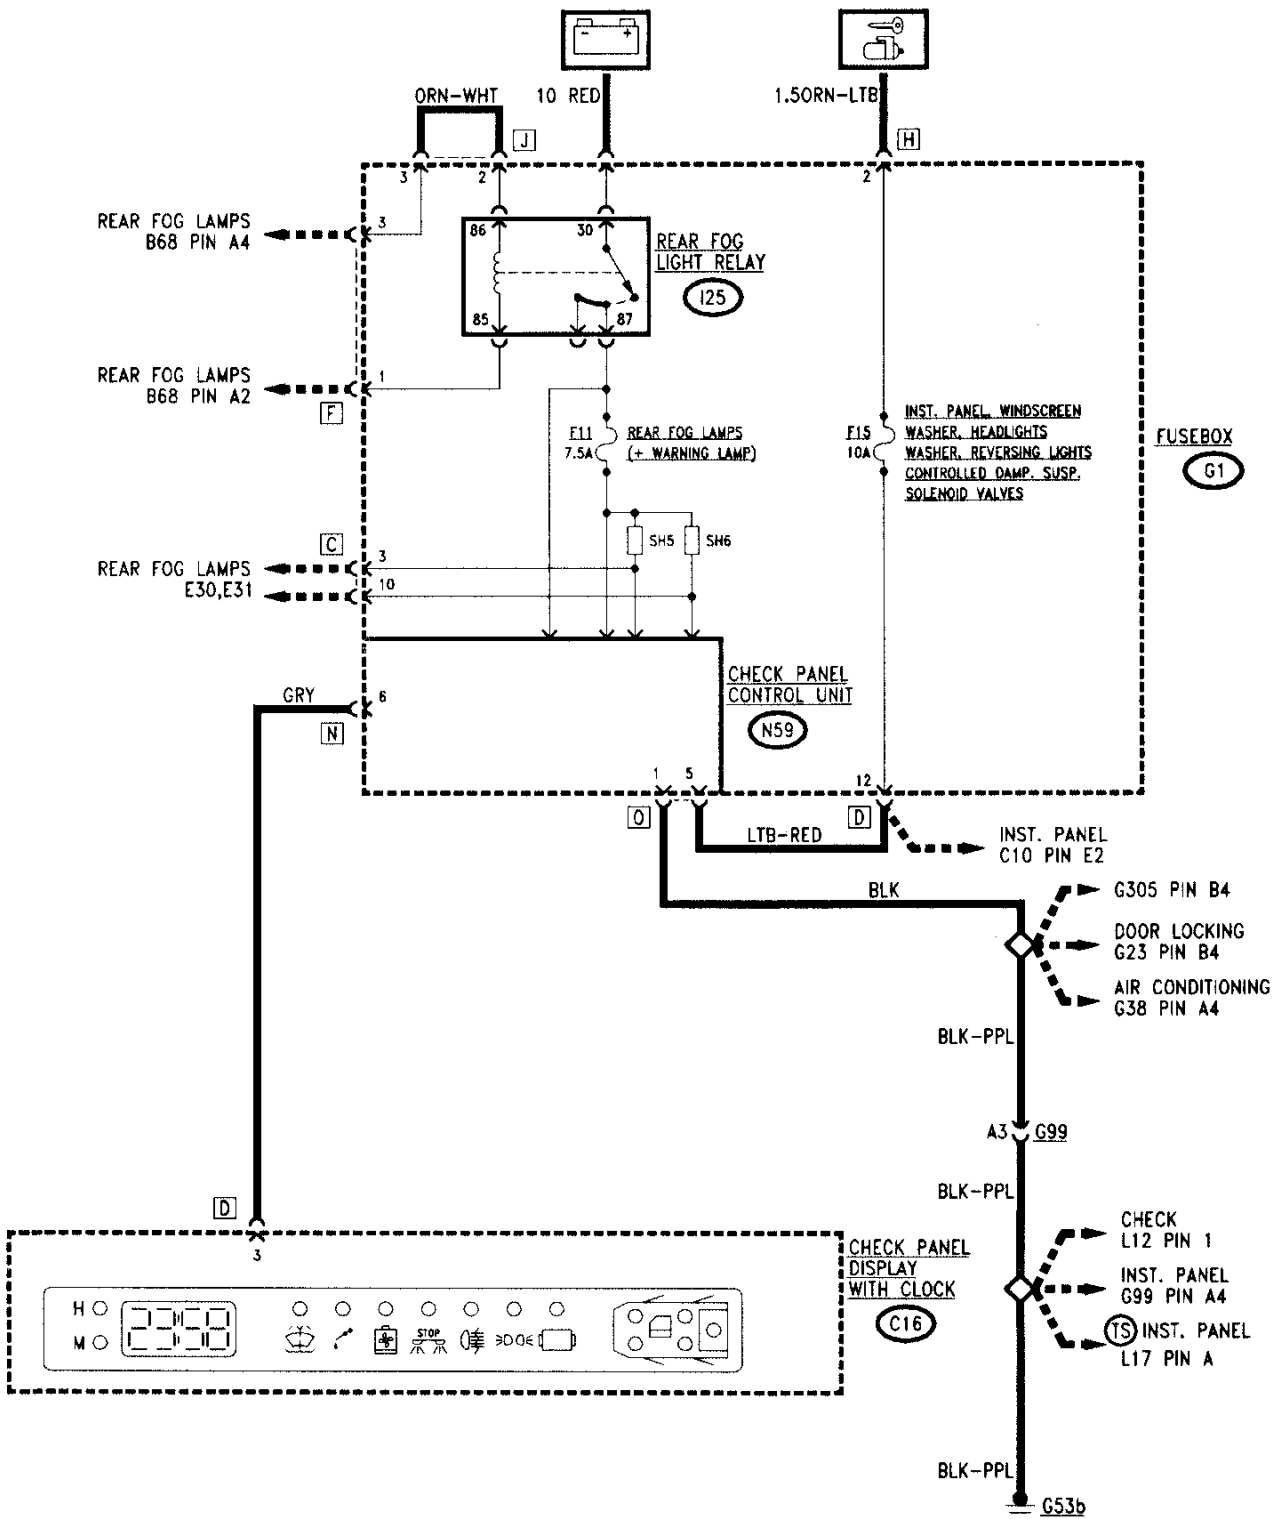 - +
ORN-WHT
10 RED
1.5ORN-LTB
J
H
3
2
2
REAR FOG LAMPS
B68 PIN A4
3
86
30
REAR FOG
LIGHT RELAY
I25
85
87
REAR FOG LAMPS
B68 PIN A2
1
F
F11
7.5A
REAR FOG LAMPS
(+ WARNING LAMP)
F15
10A
INST. PANEL, WINDSCREEN
WASHER, HEADLIGHTS
WASHER, REVERSING LIGHTS
CONTROLLED DAMP. SUSP.
SOLENOID VALVES
FUSEBOX
G1
C
SH5
SH6
REAR FOG LAMPS
E30,E31
3
10
CHECK PANEL
CONTROL UNIT
N59
GRY
6
N
1
5
12
O
D
LTB-RED
INST. PANEL
C10 PIN E2
BLK
G305 PIN B4
DOOR LOCKING
G23 PIN B4
AIR CONDITIONING
G38 PIN A4
BLK-PPL
A3
G99
BLK-PPL
D
3
CHECK
L12 PIN 1
INST. PANEL
G99 PIN A4
TS INST. PANEL
L17 PIN A
CHECK PANEL
DISPLAY
WITH CLOCK
C16
H
M
23:58
STOP
BLK-PPL
G53b